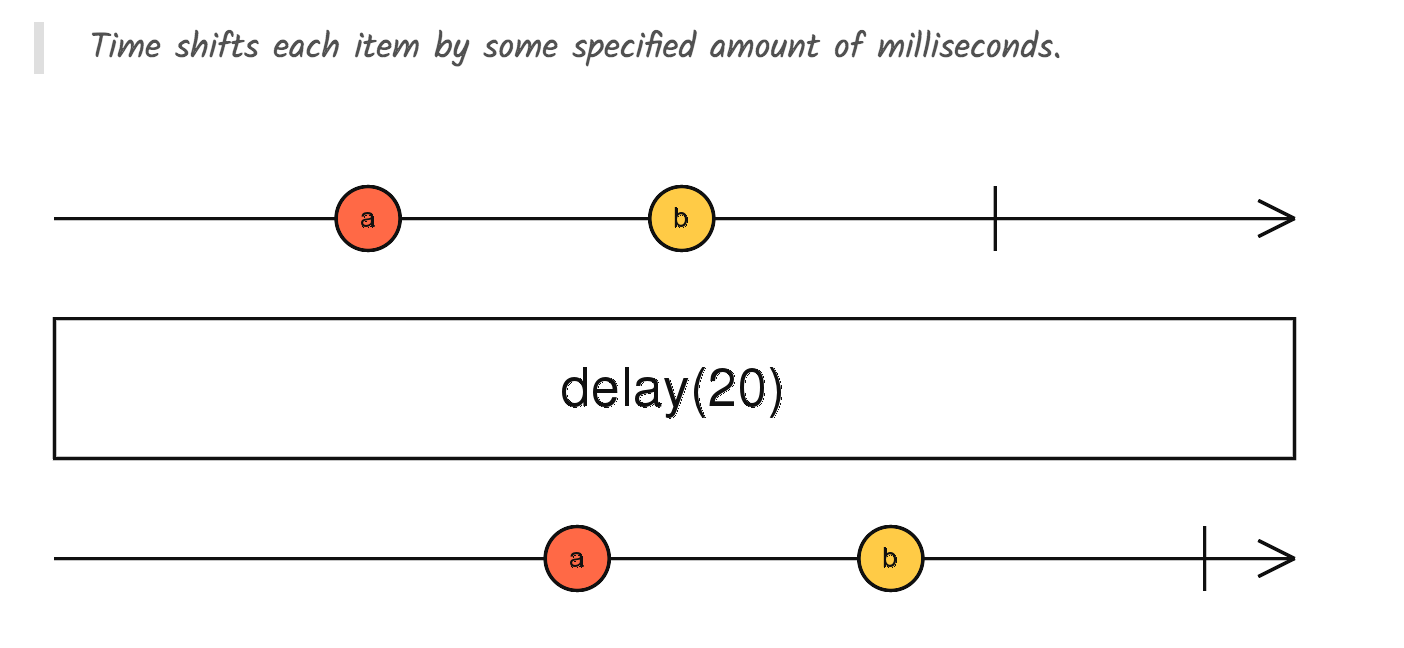 Time shifts each item by some specified amount of milliseconds.
a b
delay(20)
a b